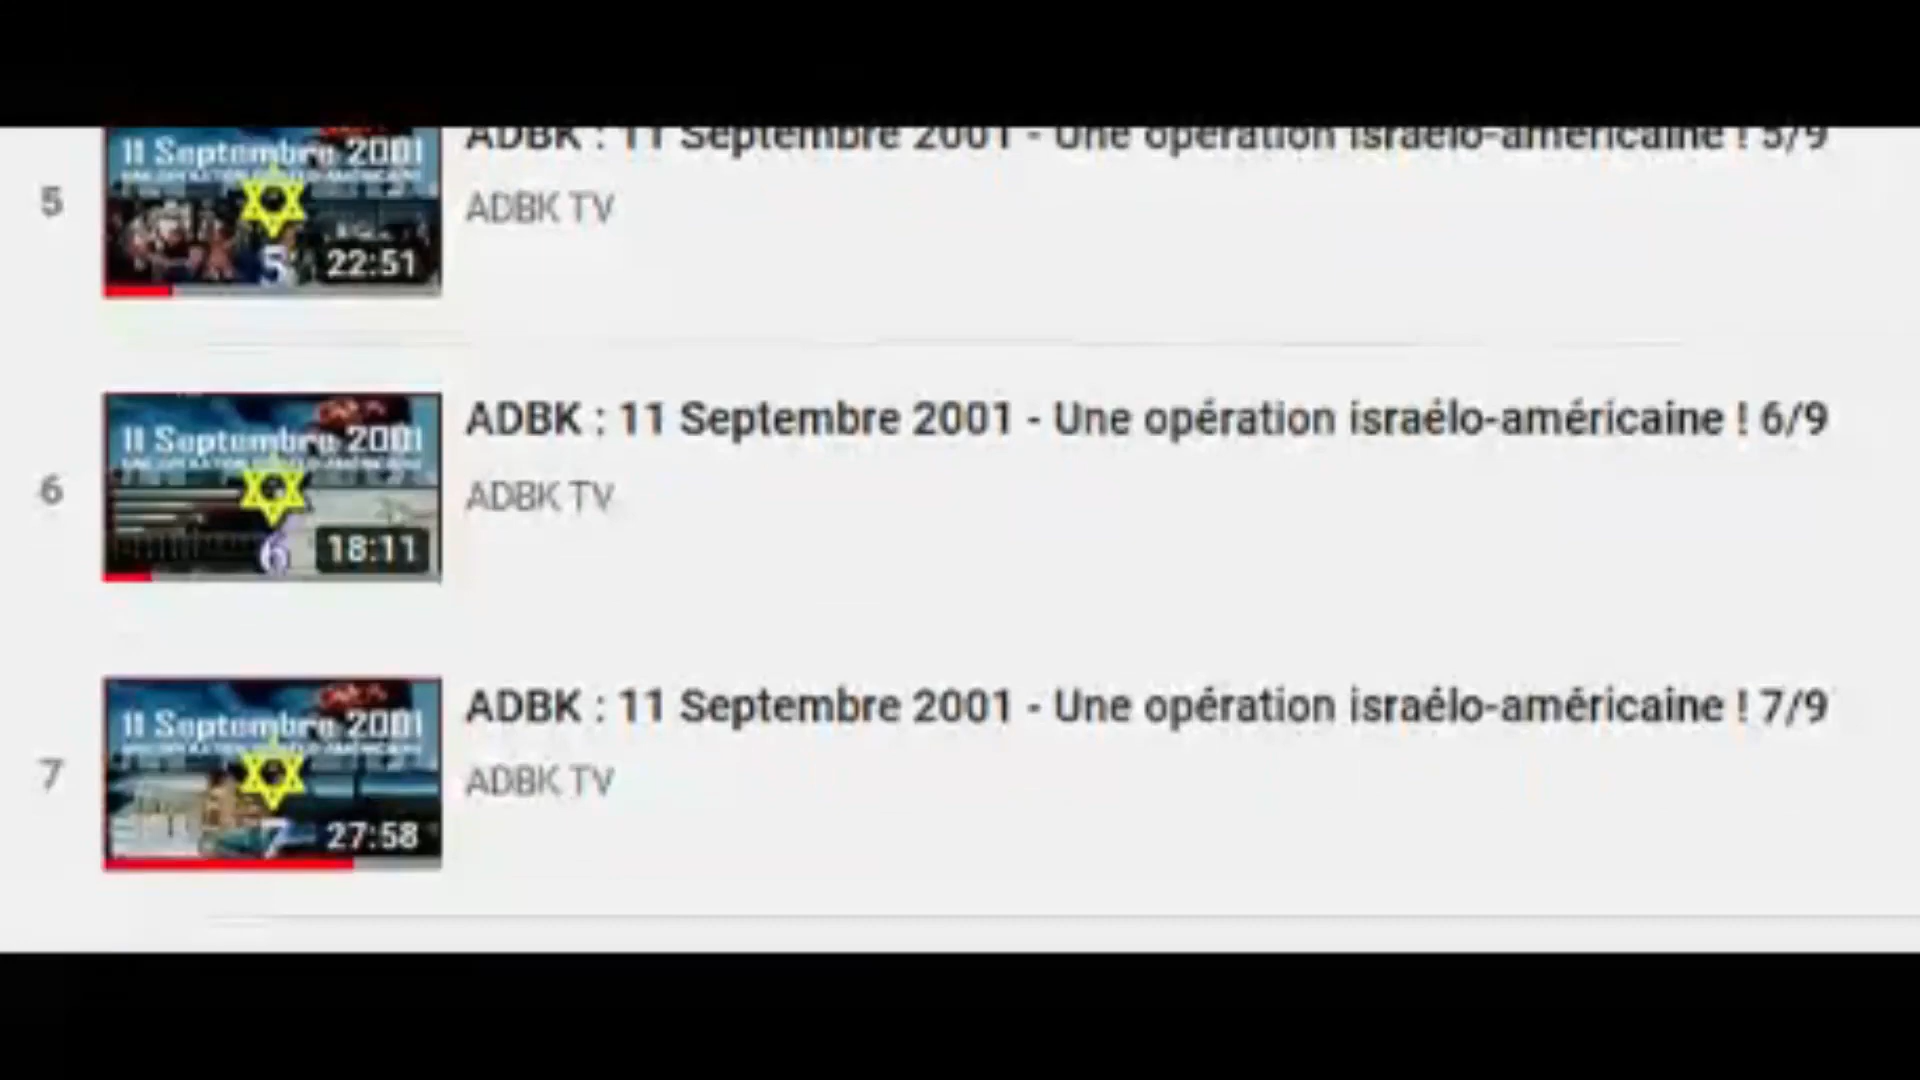 ADBK : 11 Septembre 2001 - Une opération israélo-américaine ! 5/9
11 Septembre 2001
5
ADBK TV
5
22:51
ADBK : 11 Septembre 2001 - Une opération israélo-américaine ! 6/9
11 Septembre 2001
6
ADBK TV
6
18:11
ADBK : 11 Septembre 2001 - Une opération israélo-américaine ! 7/9
11 Septembre 2001
7
ADBK TV
7
27:58